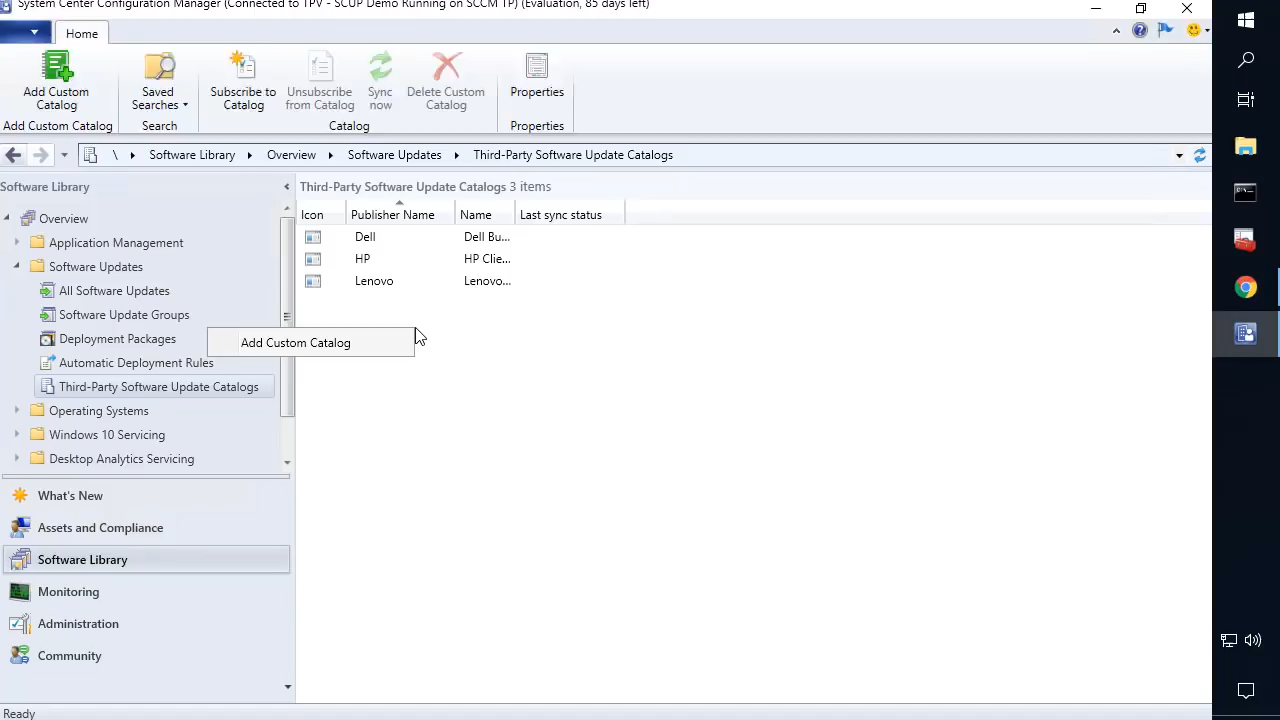 System Center Configuration Manager (Connected to TPV - SCUP Demo Running on SCCM TP) (Evaluation, 85 days left)
Home
Add Custom
Catalog
Saved
Searches
Subscribe to
Catalog
Unsubscribe
from Catalog
Sync
now
Delete Custom
Catalog
Properties
Add Custom Catalog
Search
Catalog
Properties
\ Software Library Overview Software Updates Third-Party Software Update Catalogs
Software Library
Third-Party Software Update Catalogs 3 items
Icon Publisher Name Name Last sync status
Dell Dell Bu...
HP HP Clie...
Lenovo Lenovo...
Overview
Application Management
Software Updates
All Software Updates
Software Update Groups
Deployment Packages
Automatic Deployment Rules
Third-Party Software Update Catalogs
Operating Systems
Windows 10 Servicing
Desktop Analytics Servicing
Add Custom Catalog
What's New
Assets and Compliance
Software Library
Monitoring
Administration
Community
Ready